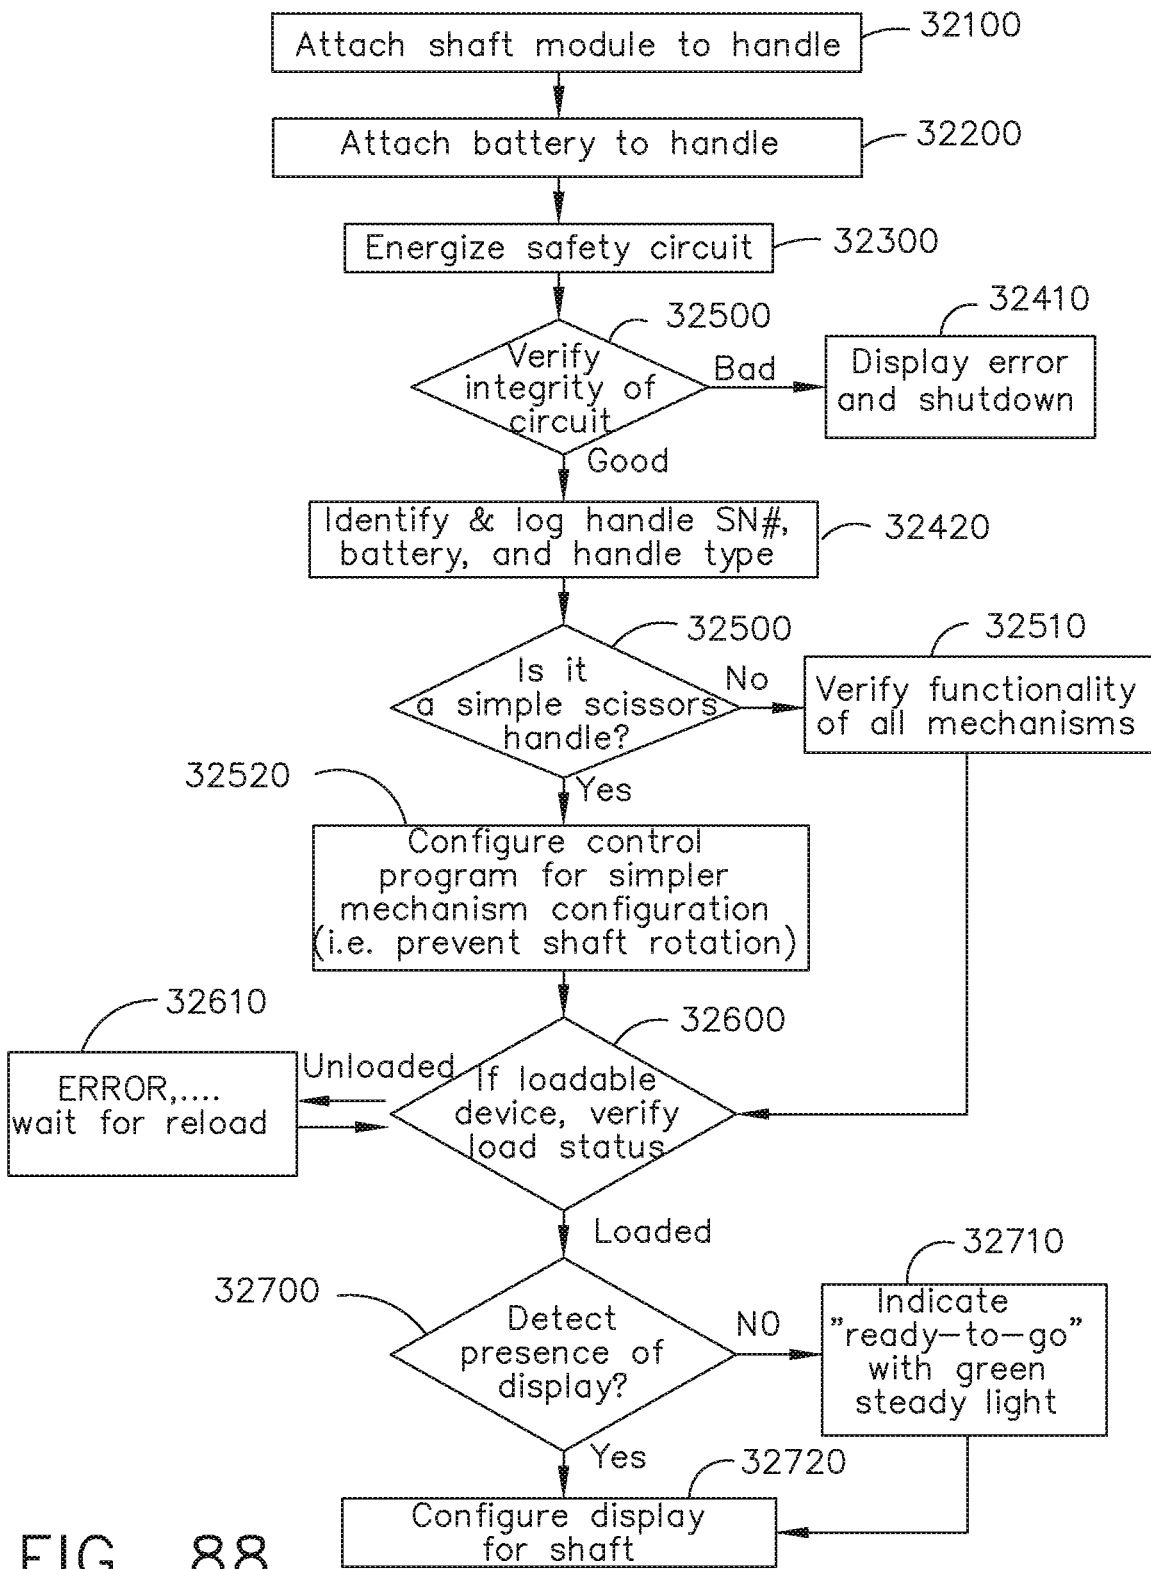 Attach shaft module to handle
32100
Attach battery to handle
32200
Energize safety circuit
32300
32500
Verify
integrity of
circuit
Bad
32410
Display error
and shutdown
Good
Identify & log handle SN#,
battery, and handle type
32420
32500
Is it
a simple scissors
handle?
No
32510
Verify functionality
of all mechanisms
Yes
32520
Configure control
program for simpler
mechanism configuration
(i.e. prevent shaft rotation)
32610
ERROR,....
wait for reload
Unloaded
32600
If loadable
device, verify
load status
Loaded
32700
Detect
presence of
display?
NO
32710
Indicate
"ready-to-go"
with green
steady light
Yes
32720
Configure display
for shaft
FIG. 88